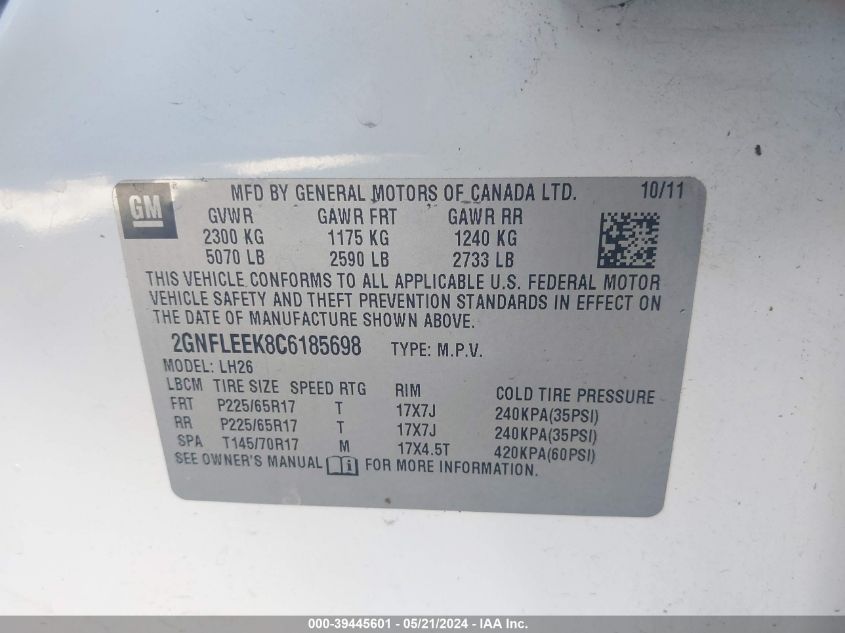 GM
MFD BY GENERAL MOTORS OF CANADA LTD. 10/11
GVWR GAWR FRT GAWR RR
2300 KG 1175 KG 1240 KG
5070 LB 2590 LB 2733 LB
THIS VEHICLE CONFORMS TO ALL APPLICABLE U.S. FEDERAL MOTOR
VEHICLE SAFETY AND THEFT PREVENTION STANDARDS IN EFFECT ON
THE DATE OF MANUFACTURE SHOWN ABOVE.
2GNFLEEK8C6185698 TYPE: M.P.V.
MODEL: LH26
LBCM TIRE SIZE SPEED RTG RIM COLD TIRE PRESSURE
FRT P225/65R17 T 17X7J 240KPA(35PSI)
RR P225/65R17 T 17X7J 240KPA(35PSI)
SPA T145/70R17 M 17X4.5T 420KPA(60PSI)
SEE OWNER'S MANUAL FOR MORE INFORMATION.
000-39445601 - 05/21/2024 - IAA Inc.